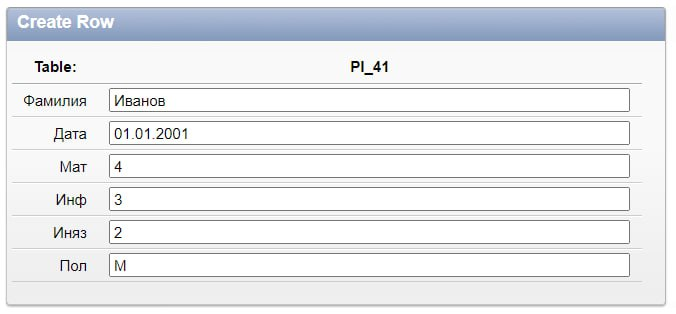 Create Row
Table: PI_41
Фамилия Иванов
Дата 01.01.2001
Мат 4
Инф 3
Иняз 2
Пол М